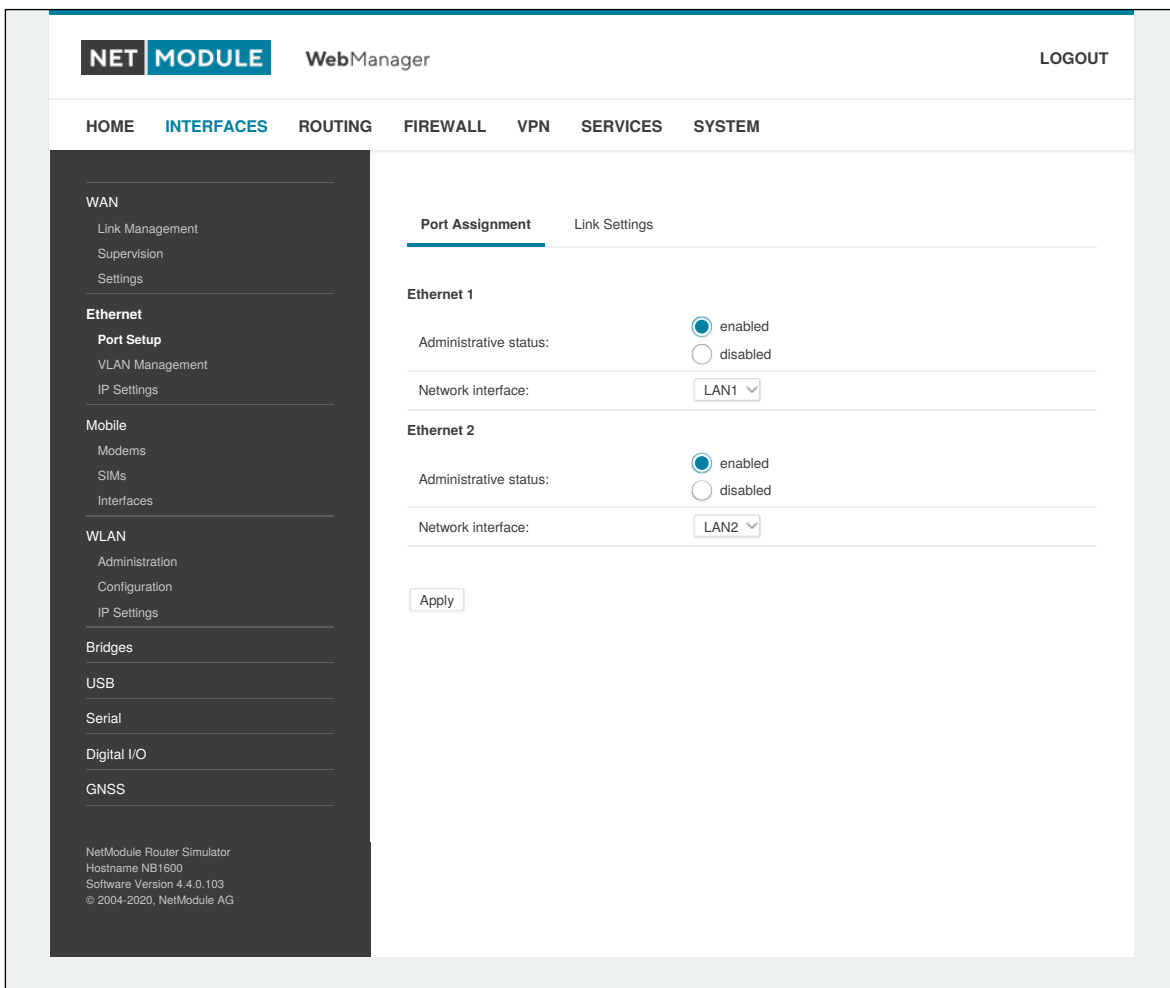 NET MODULE WebManager LOGOUT
HOME INTERFACES ROUTING FIREWALL VPN SERVICES SYSTEM
WAN
Link Management
Supervision
Settings
Ethernet
Port Setup
VLAN Management
IP Settings
Mobile
Modems
SIMs
Interfaces
WLAN
Administration
Configuration
IP Settings
Bridges
USB
Serial
Digital I/O
GNSS
NetModule Router Simulator
Hostname NB1600
Software Version 4.4.0.103
© 2004-2020, NetModule AG
Port Assignment Link Settings
Ethernet 1
Administrative status:
enabled
disabled
Network interface: LAN1
Ethernet 2
Administrative status:
enabled
disabled
Network interface: LAN2
Apply